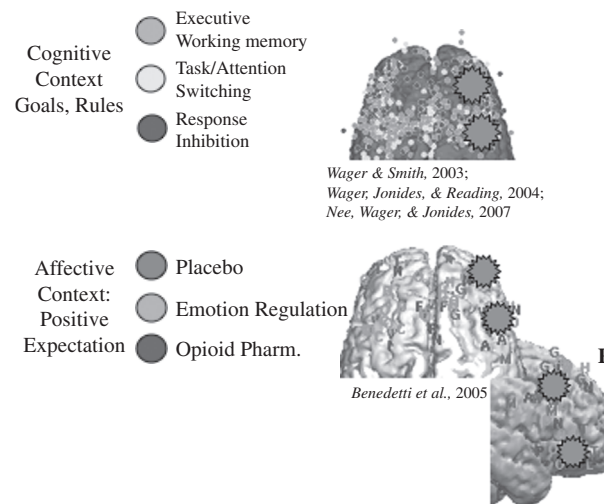 Executive
Working memory
Cognitive
Context
Goals, Rules
Task/Attention
Switching
Response
Inhibition
Wager & Smith, 2003;
Wager, Jonides, & Reading, 2004;
Nee, Wager, & Jonides, 2007
Affective
Context:
Positive
Expectation
Placebo
Emotion Regulation
Opioid Pharm.
Benedetti et al., 2005